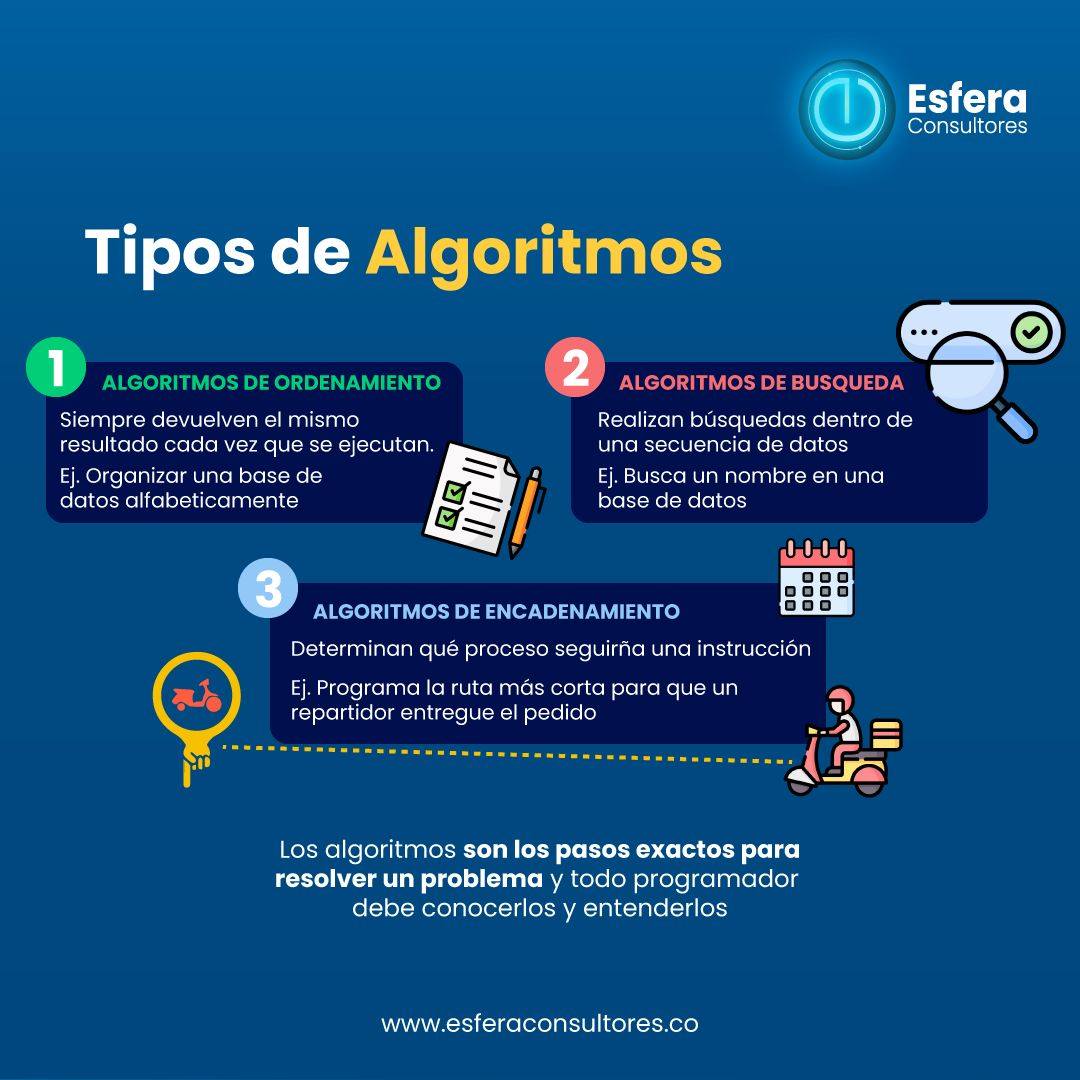 Esfera
Consultores
Tipos de Algoritmos
1
ALGORITMOS DE ORDENAMIENTO
Siempre devuelven el mismo
resultado cada vez que se ejecutan.
Ej. Organizar una base de
datos alfabeticamente
2
ALGORITMOS DE BUSQUEDA
Realizan búsquedas dentro de
una secuencia de datos
Ej. Busca un nombre en una
base de datos
3
ALGORITMOS DE ENCADENAMIENTO
Determinan qué proceso seguirña una instrucción
Ej. Programa la ruta más corta para que un
repartidor entregue el pedido
Los algoritmos son los pasos exactos para
resolver un problema y todo programador
debe conocerlos y entenderlos
www.esferaconsultores.co